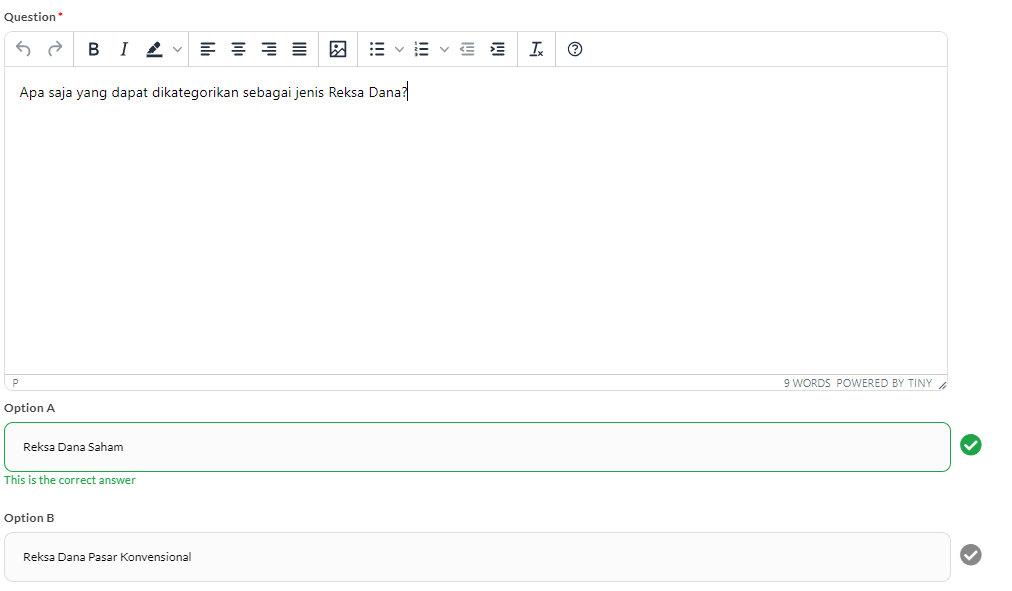 Question *
Apa saja yang dapat dikategorikan sebagai jenis Reksa Dana?
P
9 WORDS POWERED BY TINY
Option A
Reksa Dana Saham
This is the correct answer
Option B
Reksa Dana Pasar Konvensional